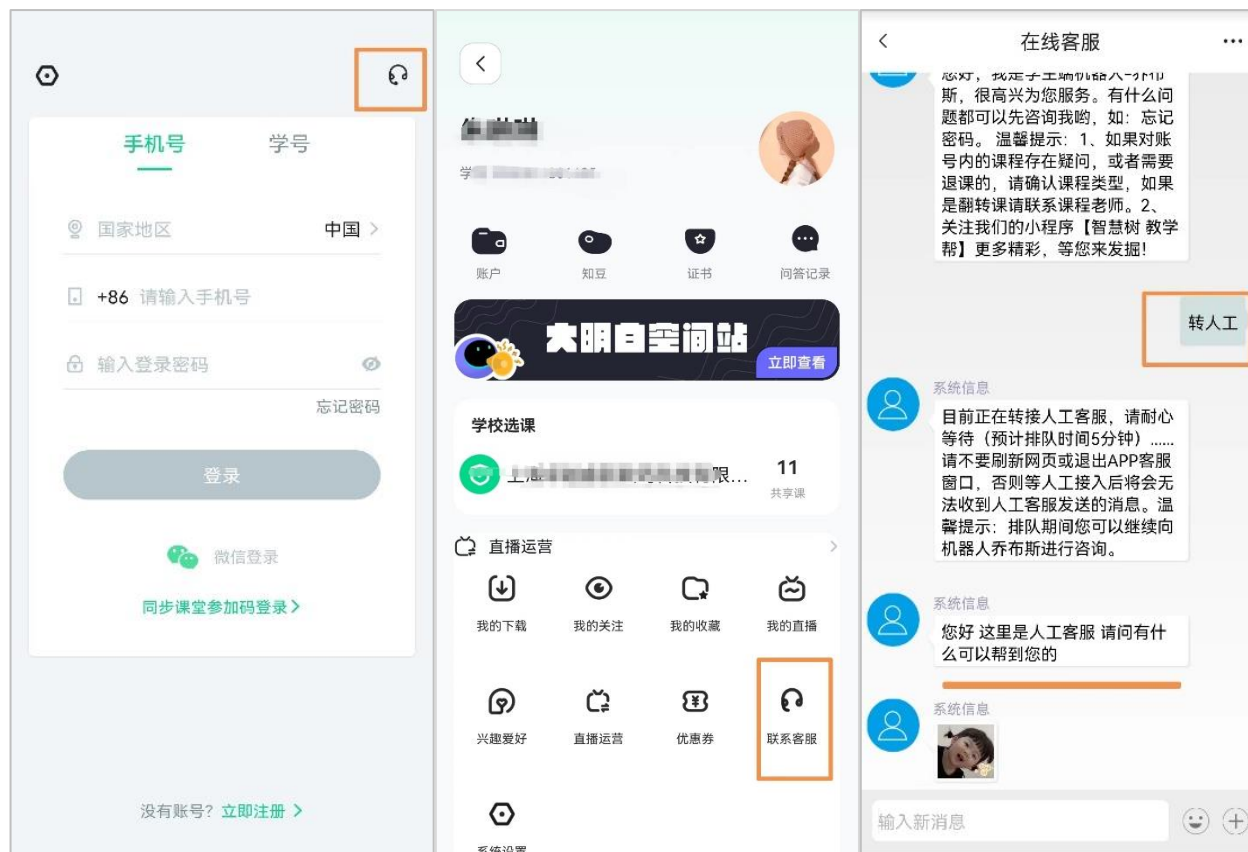 手机号
学号
国家地区
中国
+86 请输入手机号
输入登录密码
忘记密码
登录
微信登录
同步课堂参加码登录
没有账号?立即注册
学
账户
知豆
证书
问答记录
大明白空间站
立即查看
学校选课
上海
限...
11
共享课
直播运营
我的下载
我的关注
我的收藏
我的直播
兴趣爱好
直播运营
优惠券
联系客服
系统设置
在线客服
您好,我是学生端机器人-乔布
斯,很高兴为您服务。有什么问
题都可以先咨询我哟,如:忘记
密码。 温馨提示:1、如果对账
号内的课程存在疑问,或者需要
退课的,请确认课程类型,如果
是翻转课请联系课程老师。2、
关注我们的小程序【智慧树 教学
帮】更多精彩,等您来发掘!
转人工
系统信息
目前正在转接人工客服,请耐心
等待(预计排队时间5分钟)......
请不要刷新网页或退出APP客服
窗口,否则等人工接入后将会无
法收到人工客服发送的消息。温
馨提示:排队期间您可以继续向
机器人乔布斯进行咨询。
系统信息
您好 这里是人工客服 请问有什
么可以帮到您的
系统信息
输入新消息